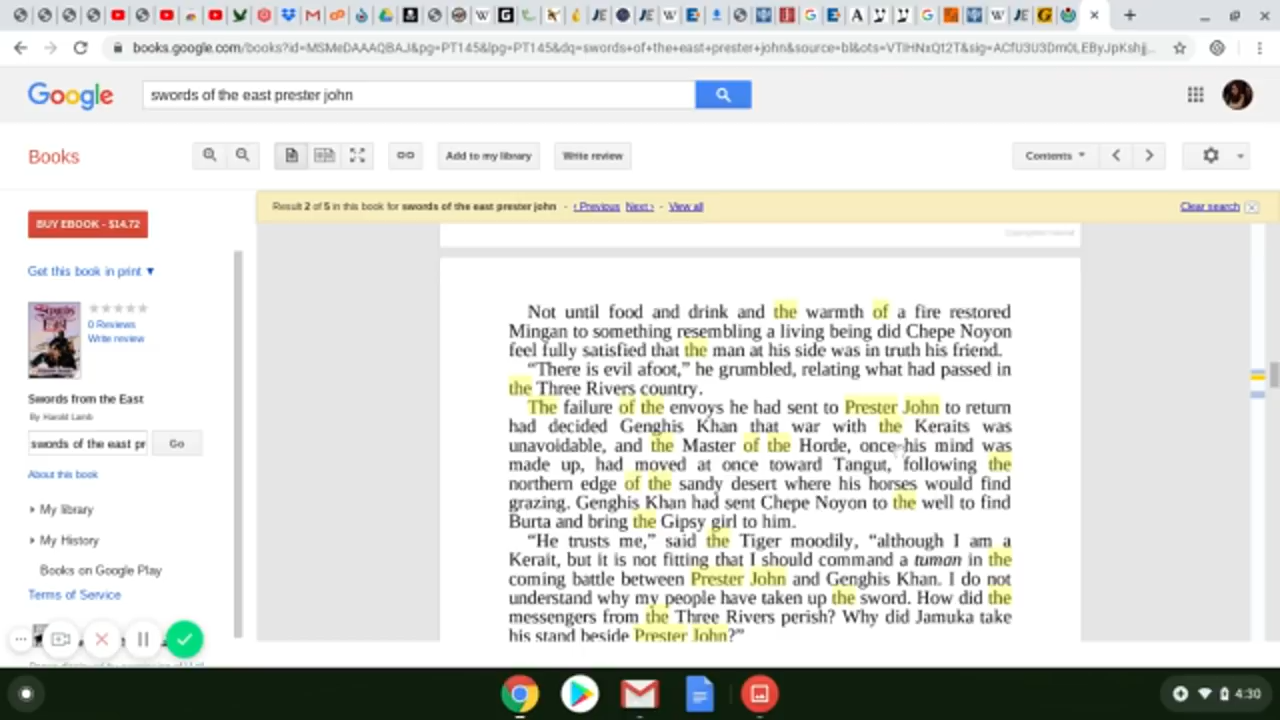 books.google.com/books?id=MSMeDAAAQBAJ&pg=PT145&lpg=PT145&dq=swords+of+the+east+prester+john&source=bl&ots=VTlHNxQt2T&sig=ACfU3U3Dm0LEByJpKshjj...
Google
swords of the east prester john
Books
Add to my library
Write review
Contents
Result 2 of 5 in this book for swords of the east prester john - ‹ Previous Next › - View all
Clear search
BUY EBOOK - $14.72
Get this book in print ▼
0 Reviews
Write review
Swords from the East
By Harold Lamb
swords of the east pr
Go
About this book
My library
My History
Books on Google Play
Terms of Service
Not until food and drink and the warmth of a fire restored
Mingan to something resembling a living being did Chepe Noyon
feel fully satisfied that the man at his side was in truth his friend.
“There is evil afoot,” he grumbled, relating what had passed in
the Three Rivers country.
The failure of the envoys he had sent to Prester John to return
had decided Genghis Khan that war with the Keraits was
unavoidable, and the Master of the Horde, once his mind was
made up, had moved at once toward Tangut, following the
northern edge of the sandy desert where his horses would find
grazing. Genghis Khan had sent Chepe Noyon to the well to find
Burta and bring the Gipsy girl to him.
“He trusts me,” said the Tiger moodily, “although I am a
Kerait, but it is not fitting that I should command a tuman in the
coming battle between Prester John and Genghis Khan. I do not
understand why my people have taken up the sword. How did the
messengers from the Three Rivers perish? Why did Jamuka take
his stand beside Prester John?”
4:30